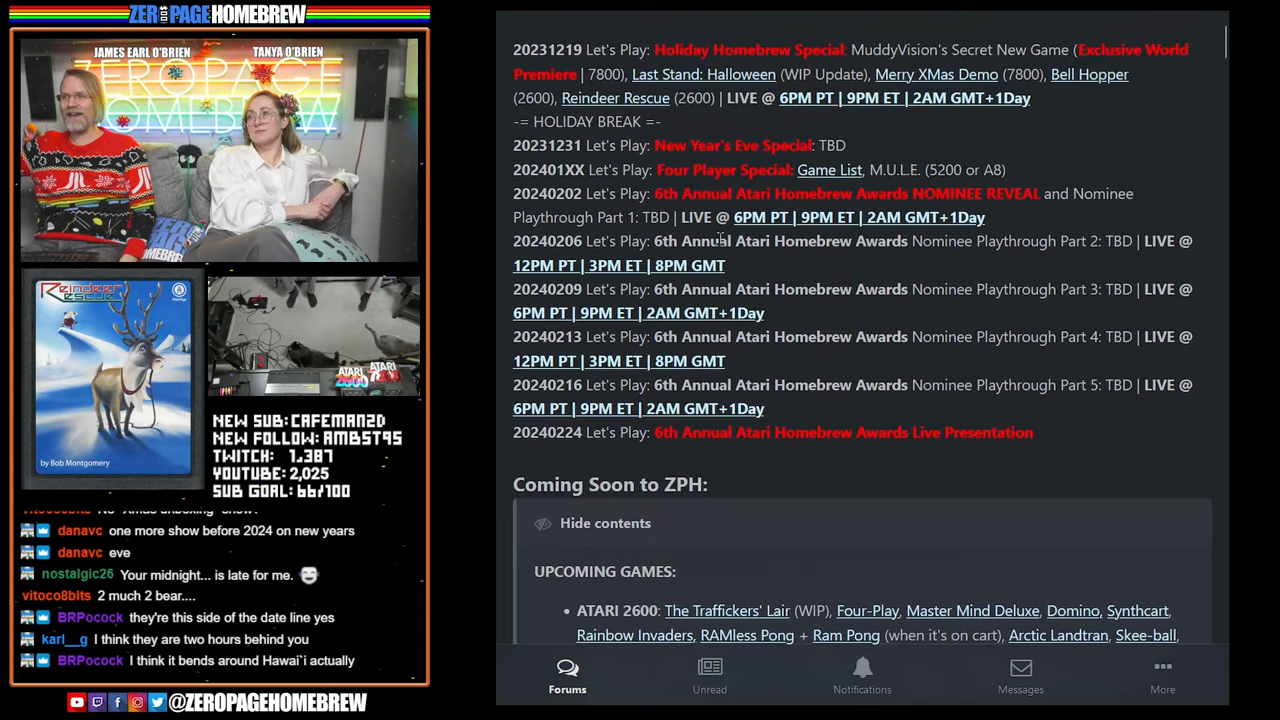 ZEROPAGEHOMEBREW
JAMES EARL O'BRIEN
TANYA O'BRIEN
ZEROPAGE
HOMEBREW
Reindeer
Rescue
by Bob Montgomery
ATARI
2600
ATARI
NEW SUB: CAFEMAN2D
NEW FOLLOW: AMBST95
TWITCH: 1,387
YOUTUBE: 2,025
SUB GOAL: 66/100
vitoco8bits No "Xmas unboxing" show?
danavc one more show before 2024 on new years
danavc eve
nostalgic26 Your midnight... is late for me.
vitoco8bits 2 much 2 bear....
BRPocock they're this side of the date line yes
karl__g I think they are two hours behind you
BRPocock I think it bends around Hawai`i actually
@ZEROPAGEHOMEBREW
20231219 Let's Play: Holiday Homebrew Special: MuddyVision's Secret New Game (Exclusive World
Premiere | 7800), Last Stand: Halloween (WIP Update), Merry XMas Demo (7800), Bell Hopper
(2600), Reindeer Rescue (2600) | LIVE @ 6PM PT | 9PM ET | 2AM GMT+1Day
-= HOLIDAY BREAK =-
20231231 Let's Play: New Year's Eve Special: TBD
202401XX Let's Play: Four Player Special: Game List, M.U.L.E. (5200 or A8)
20240202 Let's Play: 6th Annual Atari Homebrew Awards NOMINEE REVEAL and Nominee
Playthrough Part 1: TBD | LIVE @ 6PM PT | 9PM ET | 2AM GMT+1Day
20240206 Let's Play: 6th Annual Atari Homebrew Awards Nominee Playthrough Part 2: TBD | LIVE @
12PM PT | 3PM ET | 8PM GMT
20240209 Let's Play: 6th Annual Atari Homebrew Awards Nominee Playthrough Part 3: TBD | LIVE @
6PM PT | 9PM ET | 2AM GMT+1Day
20240213 Let's Play: 6th Annual Atari Homebrew Awards Nominee Playthrough Part 4: TBD | LIVE @
12PM PT | 3PM ET | 8PM GMT
20240216 Let's Play: 6th Annual Atari Homebrew Awards Nominee Playthrough Part 5: TBD | LIVE @
6PM PT | 9PM ET | 2AM GMT+1Day
20240224 Let's Play: 6th Annual Atari Homebrew Awards Live Presentation
Coming Soon to ZPH:
Hide contents
UPCOMING GAMES:
• ATARI 2600: The Traffickers' Lair (WIP), Four-Play, Master Mind Deluxe, Domino, Synthcart,
Rainbow Invaders, RAMless Pong + Ram Pong (when it's on cart), Arctic Landtran, Skee-ball,
Forums
Unread
Notifications
Messages
More